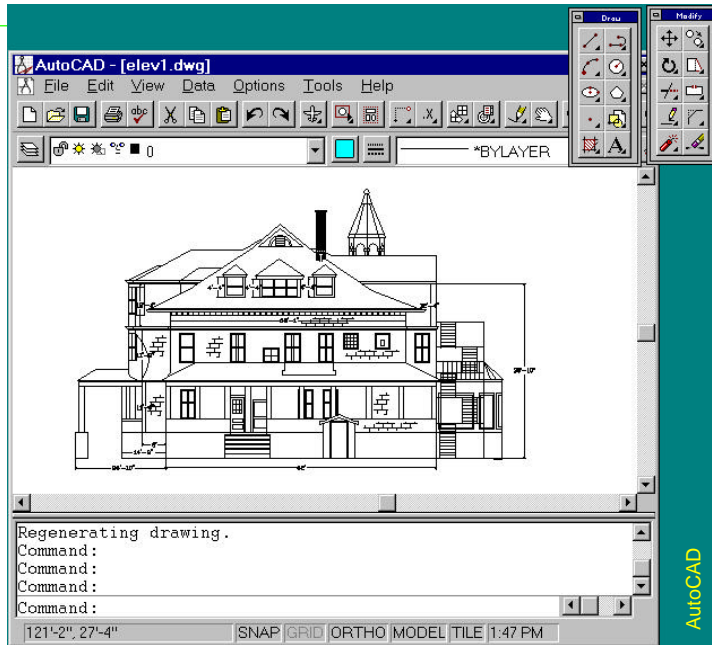 Draw
Modify
AutoCAD - [elev1.dwg]
File Edit View Data Options Tools Help
abc
X
A
0
*BYLAYER
Regenerating drawing.
Command:
Command:
Command:
Command:
121'-2", 27'-4"
SNAP GRID ORTHO MODEL TILE 1:47 PM
AutoCAD